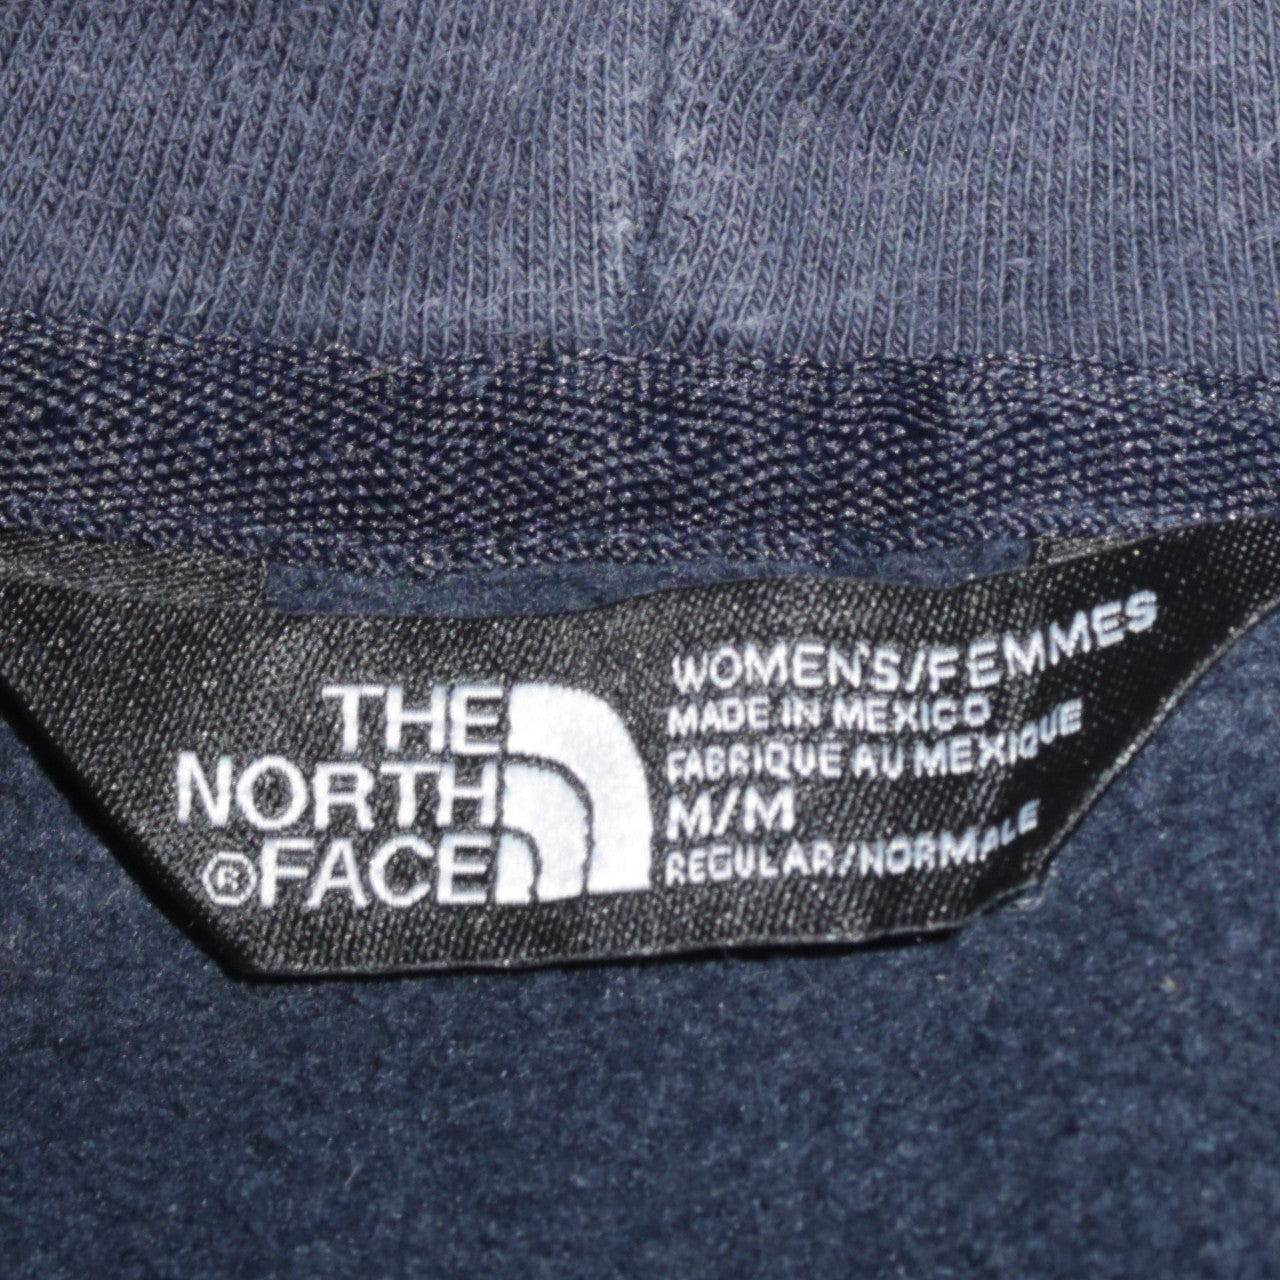 THE
NORTH
®FACE
WOMEN'S/FEMMES
MADE IN MEXICO
FABRIQUE AU MEXIQUE
M/M
REGULAR/NORMALE